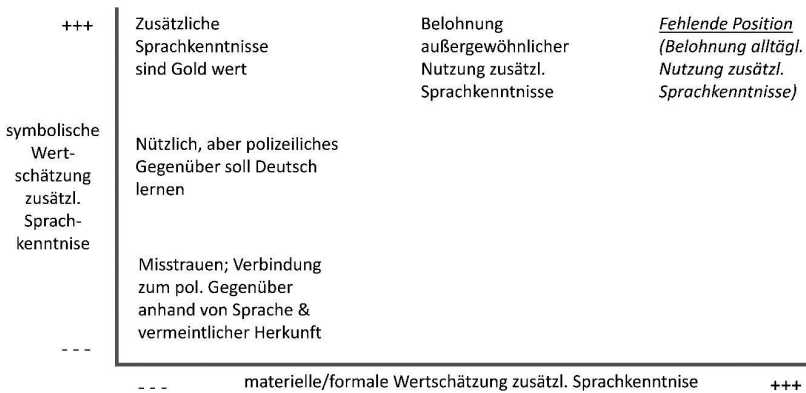 +++
Zusätzliche
Sprachkenntnisse
sind Gold wert
Belohnung
außergewöhnlicher
Nutzung zusätzl.
Sprachkenntnisse
Fehlende Position
(Belohnung alltägl.
Nutzung zusätzl.
Sprachkenntnisse)
symbolische
Wert-
schätzung
zusätzl.
Sprach-
kenntnise
Nützlich, aber polizeiliches
Gegenüber soll Deutsch
lernen
Misstrauen; Verbindung
zum pol. Gegenüber
anhand von Sprache &
vermeintlicher Herkunft
- - -
- - -
materielle/formale Wertschätzung zusätzl. Sprachkenntnise
+++